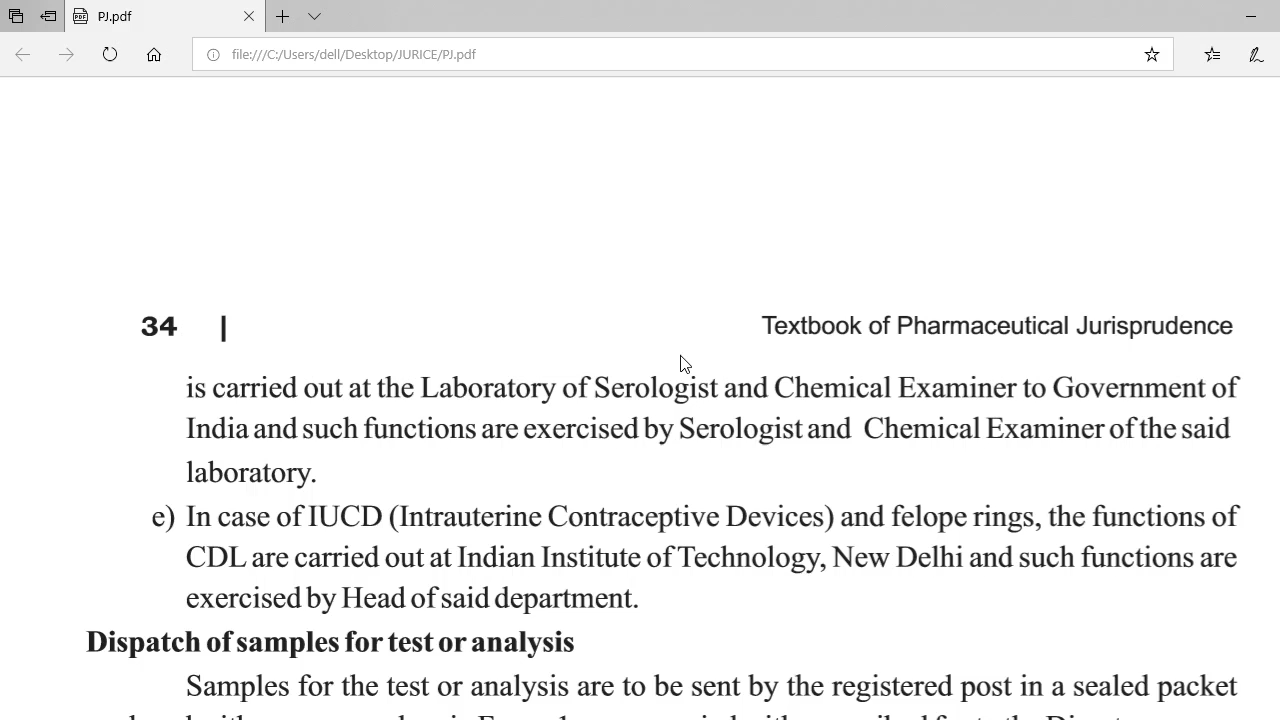 PJ.pdf
file:///C:/Users/dell/Desktop/JURICE/PJ.pdf
34 | Textbook of Pharmaceutical Jurisprudence
is carried out at the Laboratory of Serologist and Chemical Examiner to Government of
India and such functions are exercised by Serologist and Chemical Examiner of the said
laboratory.
e) In case of IUCD (Intrauterine Contraceptive Devices) and felope rings, the functions of
CDL are carried out at Indian Institute of Technology, New Delhi and such functions are
exercised by Head of said department.
Dispatch of samples for test or analysis
Samples for the test or analysis are to be sent by the registered post in a sealed packet